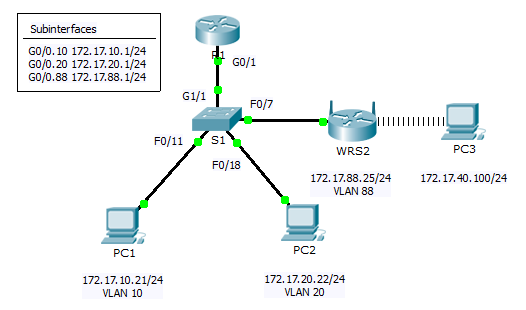 Subinterfaces
G0/0.10 172.17.10.1/24
G0/0.20 172.17.20.1/24
G0/0.88 172.17.88.1/24
R1
G0/1
G1/1
F0/7
S1
F0/11
F0/18
WRS2
PC3
172.17.88.25/24
VLAN 88
172.17.40.100/24
PC1
PC2
172.17.10.21/24
VLAN 10
172.17.20.22/24
VLAN 20